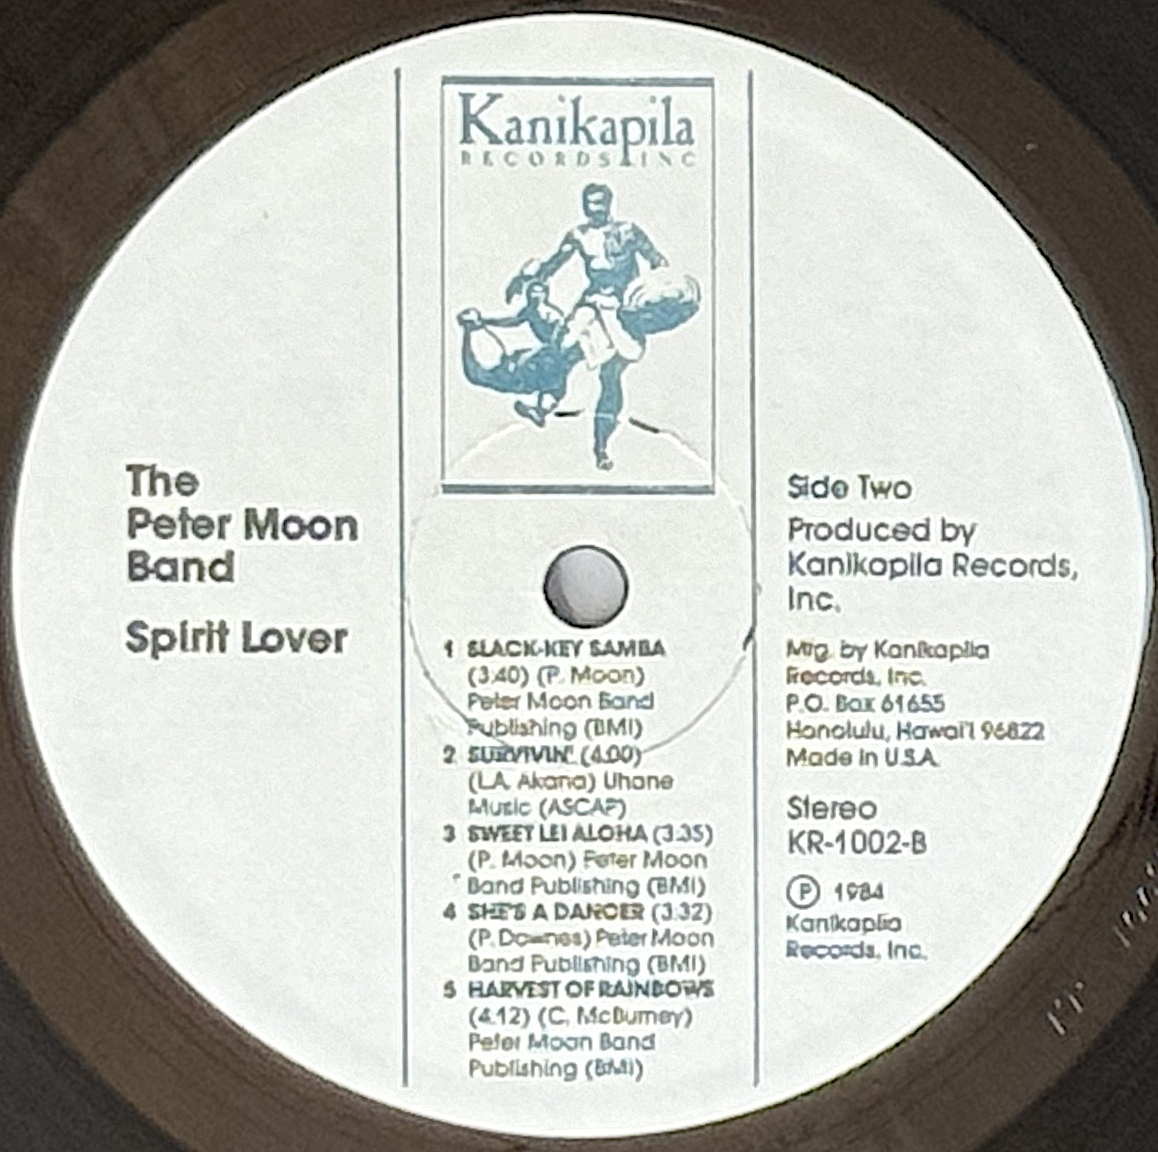 Kanikapila
RECORDS INC
The
Peter Moon
Band
Spirit Lover
1 SLACK-KEY SAMBA
(3:40) (P. Moon)
Peter Moon Band
Publishing (BMI)
2 SURVIVIN' (4:00)
(L.A. Akana) Uhane
Music (ASCAP)
3 SWEET LEI ALOHA (3:35)
(P. Moon) Peter Moon
Band Publishing (BMI)
4 SHE'S A DANCER (3:32)
(P. Downes) Peter Moon
Band Publishing (BMI)
5 HARVEST OF RAINBOWS
(4:12) (C. McBurney)
Peter Moon Band
Publishing (BMI)
Side Two
Produced by
Kanikapila Records,
Inc.
Mfg. by Kanikapila
Records, Inc.
P.O. Box 61655
Honolulu, Hawai'i 96822
Made in U.S.A.
Stereo
KR-1002-B
Ⓟ 1984
Kanikapila
Records, Inc.